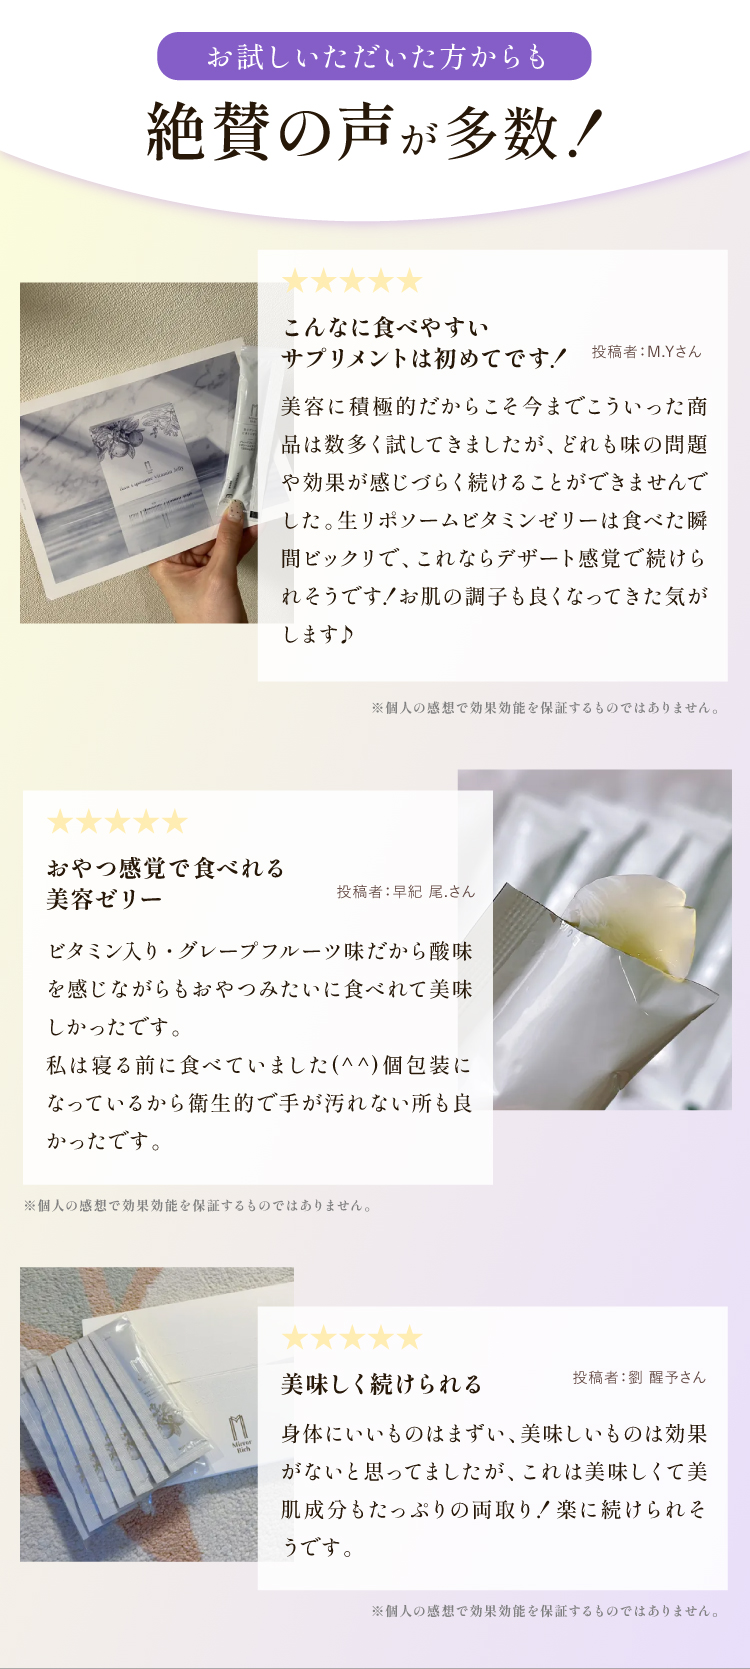 お試しいただいた方からも
絶賛の声が多数！
★★★★★
こんなに食べやすい
サプリメントは初めてです！
投稿者：M.Yさん
美容に積極的だからこそ今までこういった商
品は数多く試してきましたが、どれも味の問題
や効果が感じづらく続けることができませんで
した。生リポソームビタミンゼリーは食べた瞬
間ビックリで、これならデザート感覚で続けら
れそうです！お肌の調子も良くなってきた気が
します♪
※個人の感想で効果効能を保証するものではありません。
★★★★★
おやつ感覚で食べれる
美容ゼリー
投稿者：早紀 尾.さん
ビタミン入り・グレープフルーツ味だから酸味
を感じながらもおやつみたいに食べれて美味
しかったです。
私は寝る前に食べていました(^^)個包装に
なっているから衛生的で手が汚れない所も良
かったです。
※個人の感想で効果効能を保証するものではありません。
★★★★★
美味しく続けられる
投稿者：劉 醒予さん
Mirror
Rich
身体にいいものはまずい、美味しいものは効果
がないと思ってましたが、これは美味しくて美
肌成分もたっぷりの両取り！楽に続けられそ
うです。
※個人の感想で効果効能を保証するものではありません。